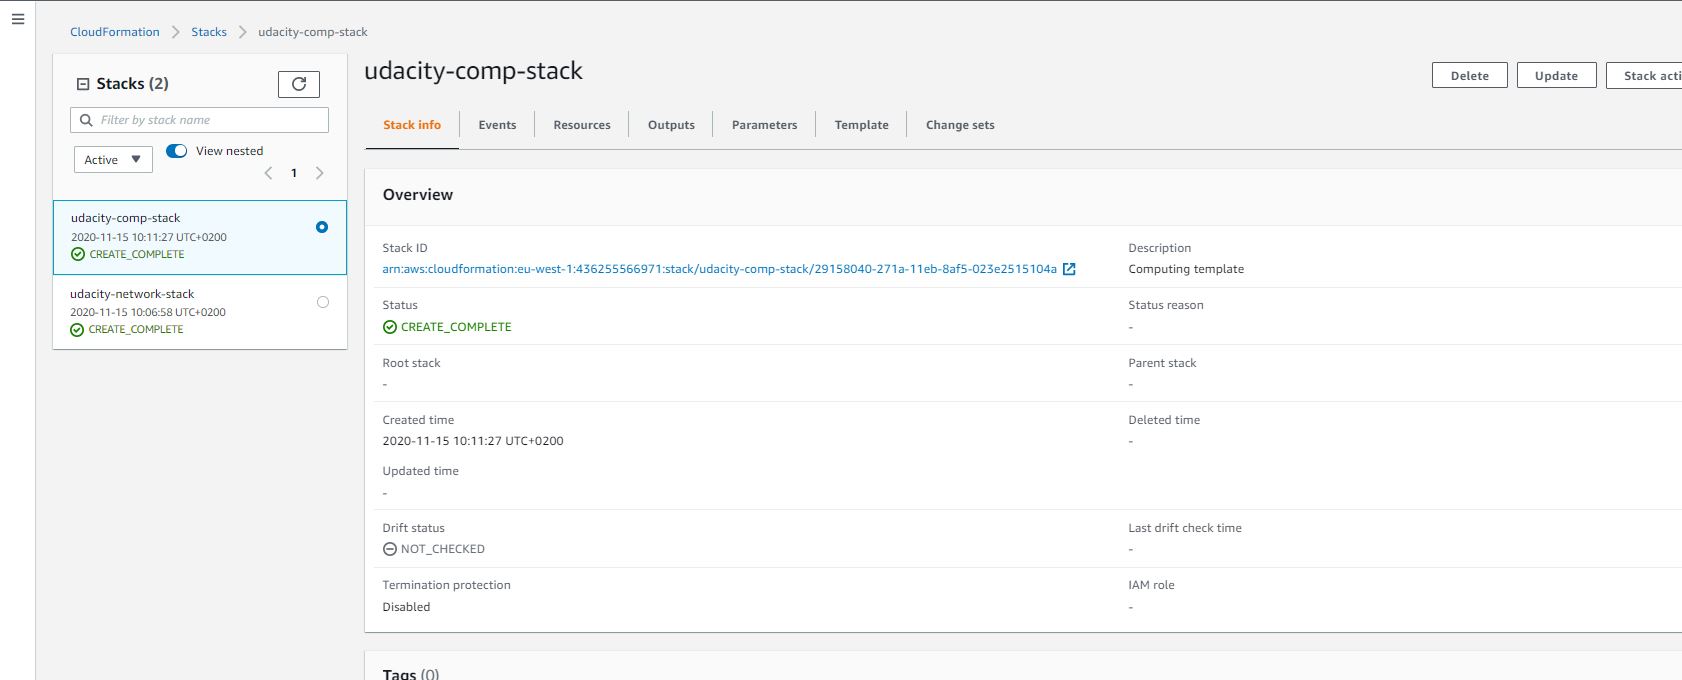 CloudFormation > Stacks > udacity-comp-stack
Stacks (2)
Filter by stack name
Active
View nested
1
udacity-comp-stack
2020-11-15 10:11:27 UTC+0200
CREATE_COMPLETE
udacity-network-stack
2020-11-15 10:06:58 UTC+0200
CREATE_COMPLETE
udacity-comp-stack
Delete Update Stack acti
Stack info Events Resources Outputs Parameters Template Change sets
Overview
Stack ID
arn:aws:cloudformation:eu-west-1:436255566971:stack/udacity-comp-stack/29158040-271a-11eb-8af5-023e2515104a
Description
Computing template
Status
CREATE_COMPLETE
Status reason
-
Root stack
-
Parent stack
-
Created time
2020-11-15 10:11:27 UTC+0200
Deleted time
-
Updated time
-
Drift status
NOT_CHECKED
Last drift check time
-
Termination protection
Disabled
IAM role
-
Tags (0)